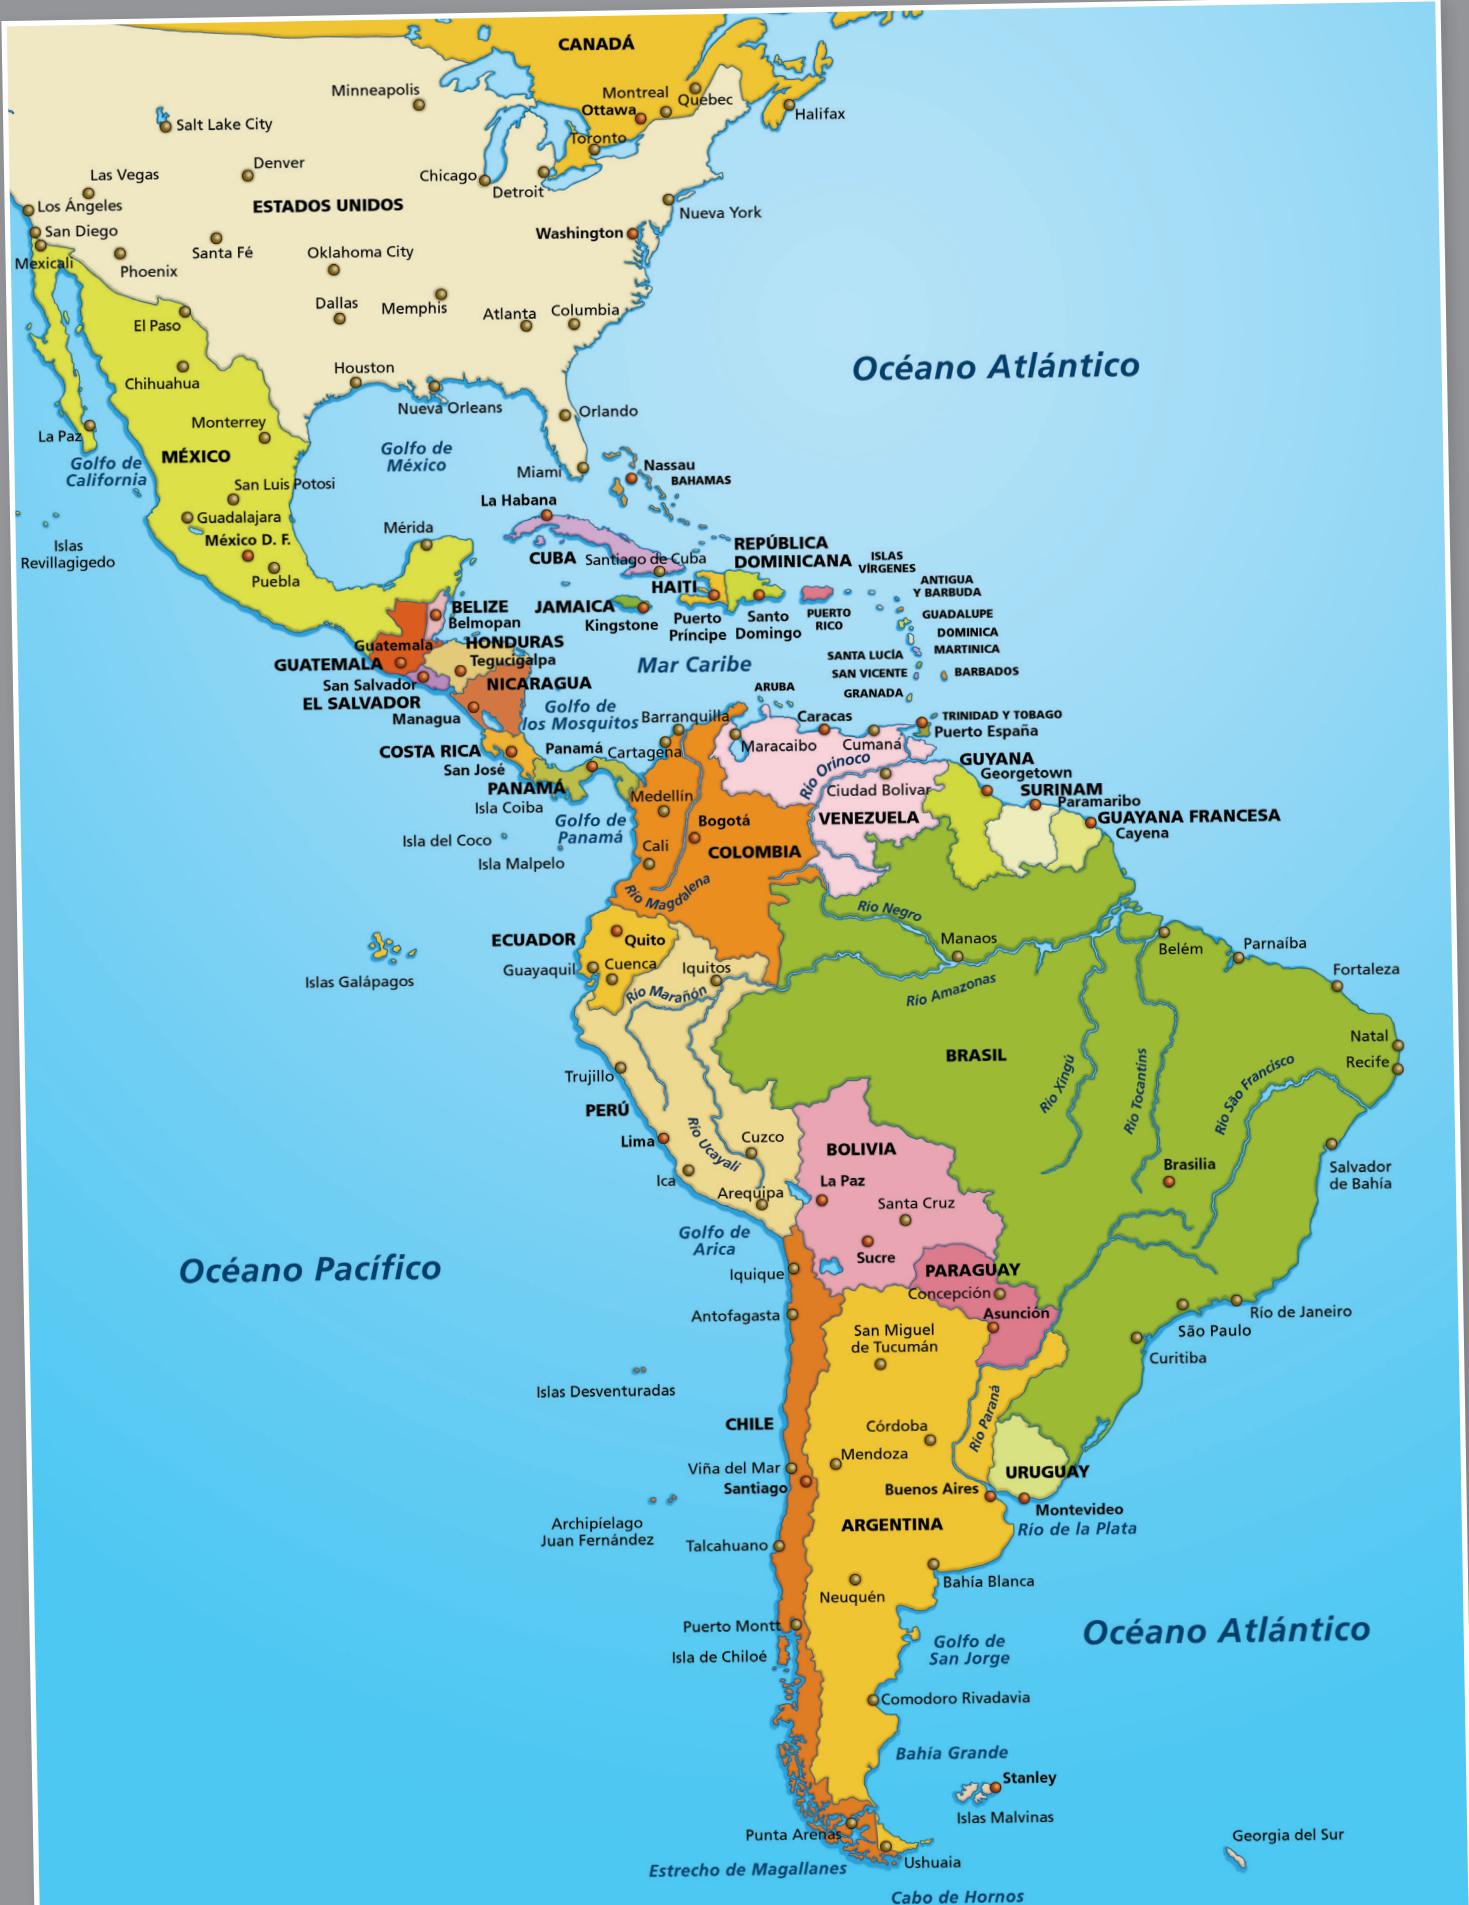 CANADÁ
Minneapolis
Montreal
Quebec
Ottawa
Halifax
Salt Lake City
Toronto
Denver
Las Vegas
Chicago
Detroit
Los Ángeles
ESTADOS UNIDOS
Nueva York
San Diego
Washington
Mexicali
Santa Fé
Oklahoma City
Phoenix
Dallas
Memphis
Atlanta
Columbia
El Paso
Océano Atlántico
Houston
Chihuahua
Nueva Orleans
Orlando
Monterrey
La Paz
Golfo de
México
MÉXICO
Golfo de
California
Miami
Nassau
BAHAMAS
San Luis Potosi
La Habana
Guadalajara
Mérida
México D. F.
Islas
Revillagigedo
Puebla
CUBA
Santiago de Cuba
REPÚBLICA
DOMINICANA
ISLAS
VÍRGENES
HAITI
ANTIGUA
Y BARBUDA
BELIZE
Belmopan
JAMAICA
Kingstone
Puerto
Príncipe
Santo
Domingo
PUERTO
RICO
GUADALUPE
DOMINICA
MARTINICA
Guatemala
HONDURAS
Tegucigalpa
GUATEMALA
Mar Caribe
SANTA LUCÍA
SAN VICENTE
BARBADOS
San Salvador
NICARAGUA
ARUBA
GRANADA
EL SALVADOR
Managua
Golfo de
los Mosquitos
Barranquilla
Caracas
TRINIDAD Y TOBAGO
Puerto España
COSTA RICA
San José
Panamá
Cartagena
Maracaibo
Cumaná
Río Orinoco
GUYANA
Georgetown
PANAMÁ
Isla Coiba
Medellín
Ciudad Bolivar
SURINAM
Paramaribo
Golfo de
Panamá
Bogotá
VENEZUELA
GUAYANA FRANCESA
Cayena
Isla del Coco
Cali
COLOMBIA
Isla Malpelo
Río Magdalena
Río Negro
ECUADOR
Quito
Manaos
Belém
Parnaíba
Guayaquil
Cuenca
Iquitos
Fortaleza
Islas Galápagos
Río Marañón
Río Amazonas
Natal
BRASIL
Recife
Trujillo
Río Xingú
Río Tocantins
Río São Francisco
PERÚ
Lima
Cuzco
Río Ucayali
BOLIVIA
Ica
Arequipa
La Paz
Brasilia
Salvador
de Bahía
Santa Cruz
Golfo de
Arica
Océano Pacífico
Sucre
Iquique
PARAGUAY
Concepción
Antofagasta
Asunción
Río de Janeiro
São Paulo
San Miguel
de Tucumán
Curitiba
Islas Desventuradas
Río Paraná
CHILE
Córdoba
Mendoza
Viña del Mar
Santiago
URUGUAY
Buenos Aires
Montevideo
Archipíelago
Juan Fernández
ARGENTINA
Río de la Plata
Talcahuano
Bahía Blanca
Neuquén
Puerto Montt
Océano Atlántico
Isla de Chiloé
Golfo de
San Jorge
Comodoro Rivadavia
Bahía Grande
Stanley
Islas Malvinas
Punta Arenas
Georgia del Sur
Ushuaia
Estrecho de Magallanes
Cabo de Hornos